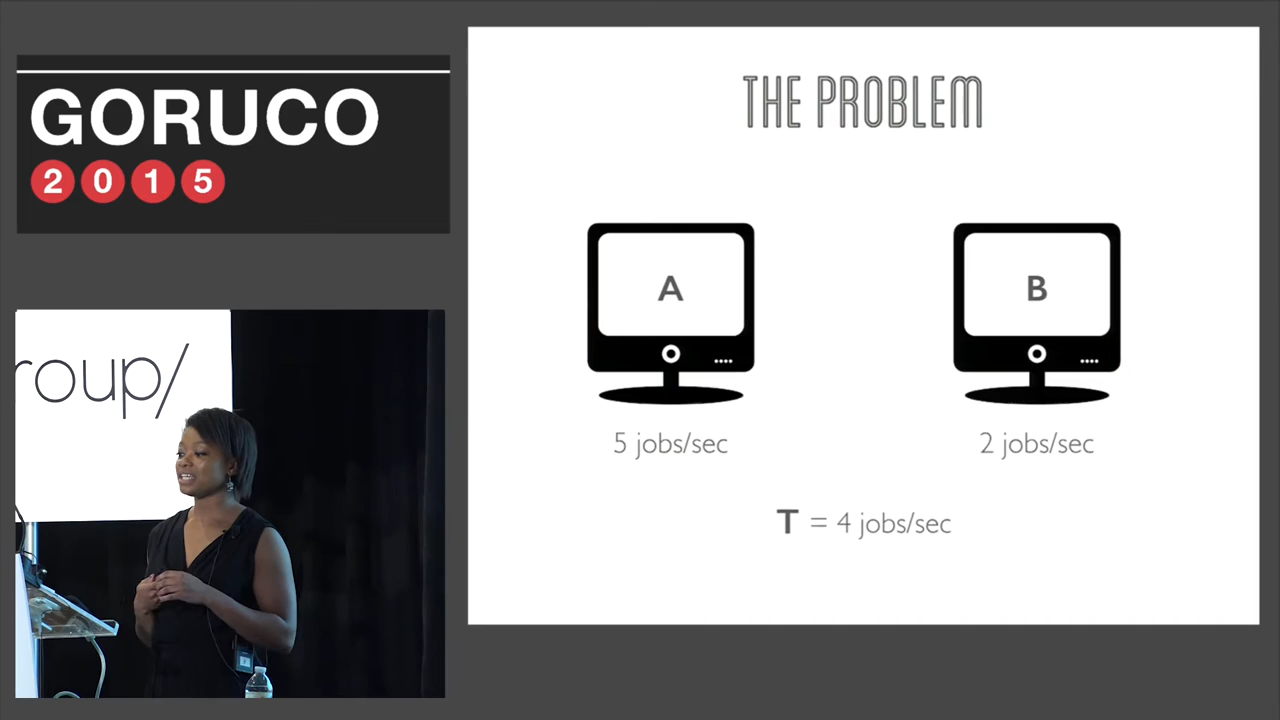 GORUCO
2015
roup/
THE PROBLEM
A
B
5 jobs/sec
2 jobs/sec
T = 4 jobs/sec